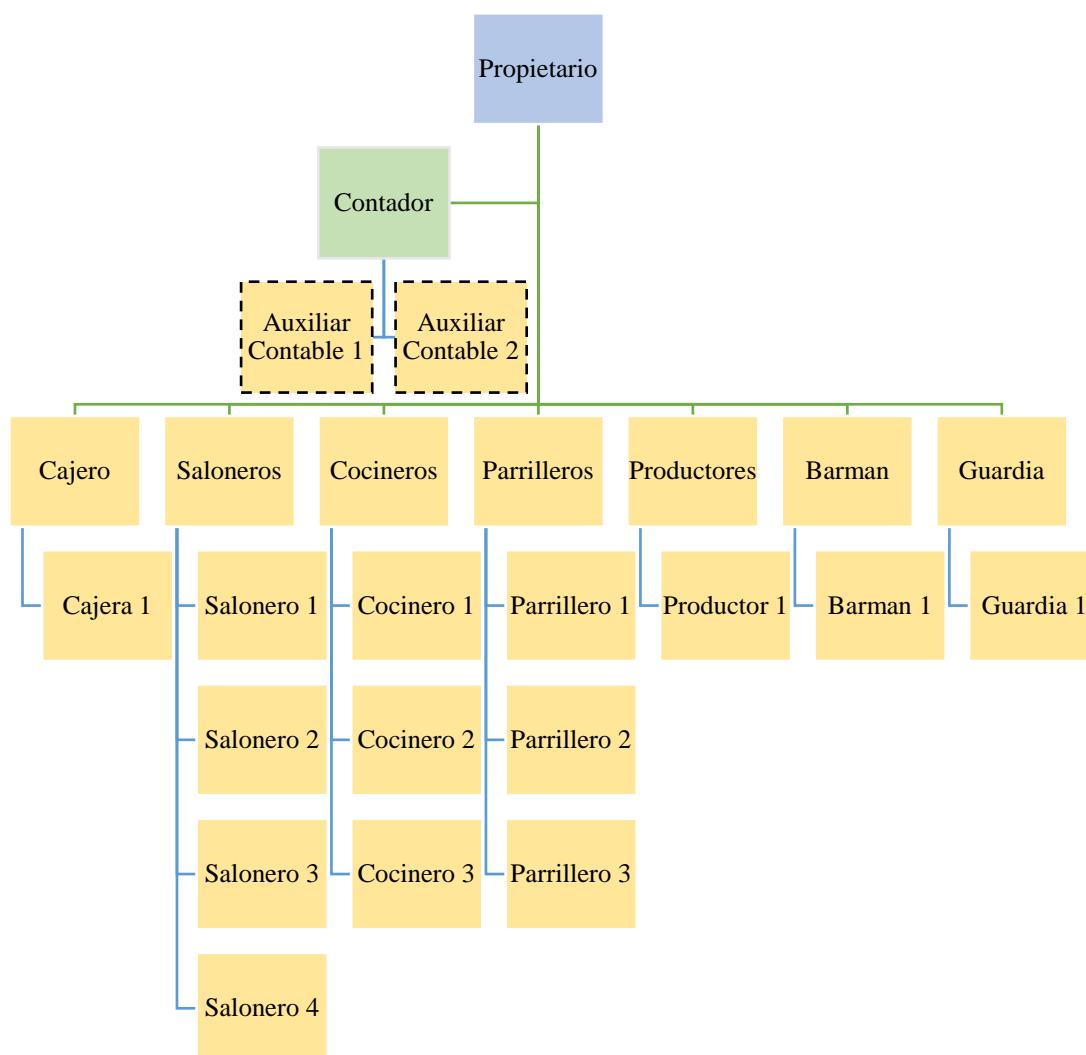 Propietario
Contador
Auxiliar
Contable 1
Auxiliar
Contable 2
Cajero
Saloneros
Cocineros
Parrilleros
Productores
Barman
Guardia
Cajera 1
Salonero 1
Cocinero 1
Parrillero 1
Productor 1
Barman 1
Guardia 1
Salonero 2
Cocinero 2
Parrillero 2
Salonero 3
Cocinero 3
Parrillero 3
Salonero 4